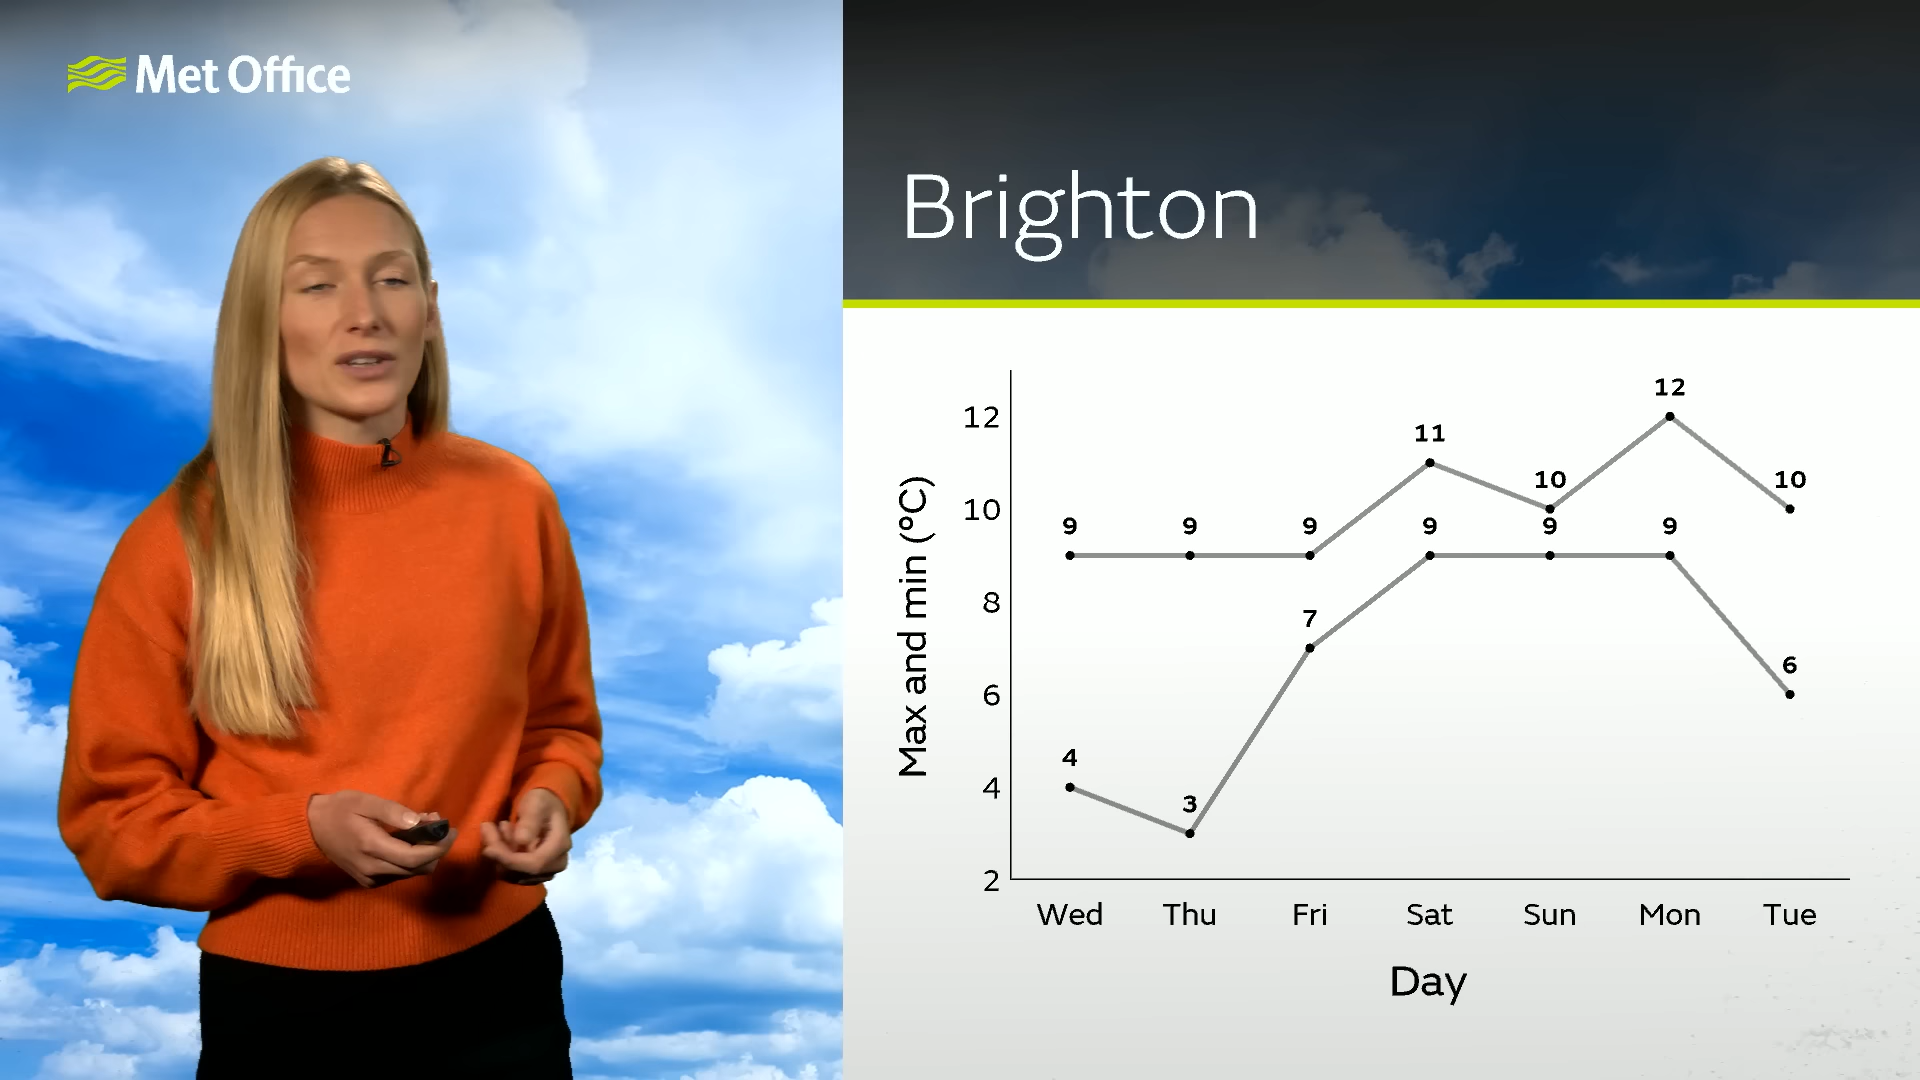 Met Office
Brighton
Max and min (°C)
12
10
8
6
4
2
9 9 9 11 10 12 10
4 3 7 9 9 9 6
Wed Thu Fri Sat Sun Mon Tue
Day